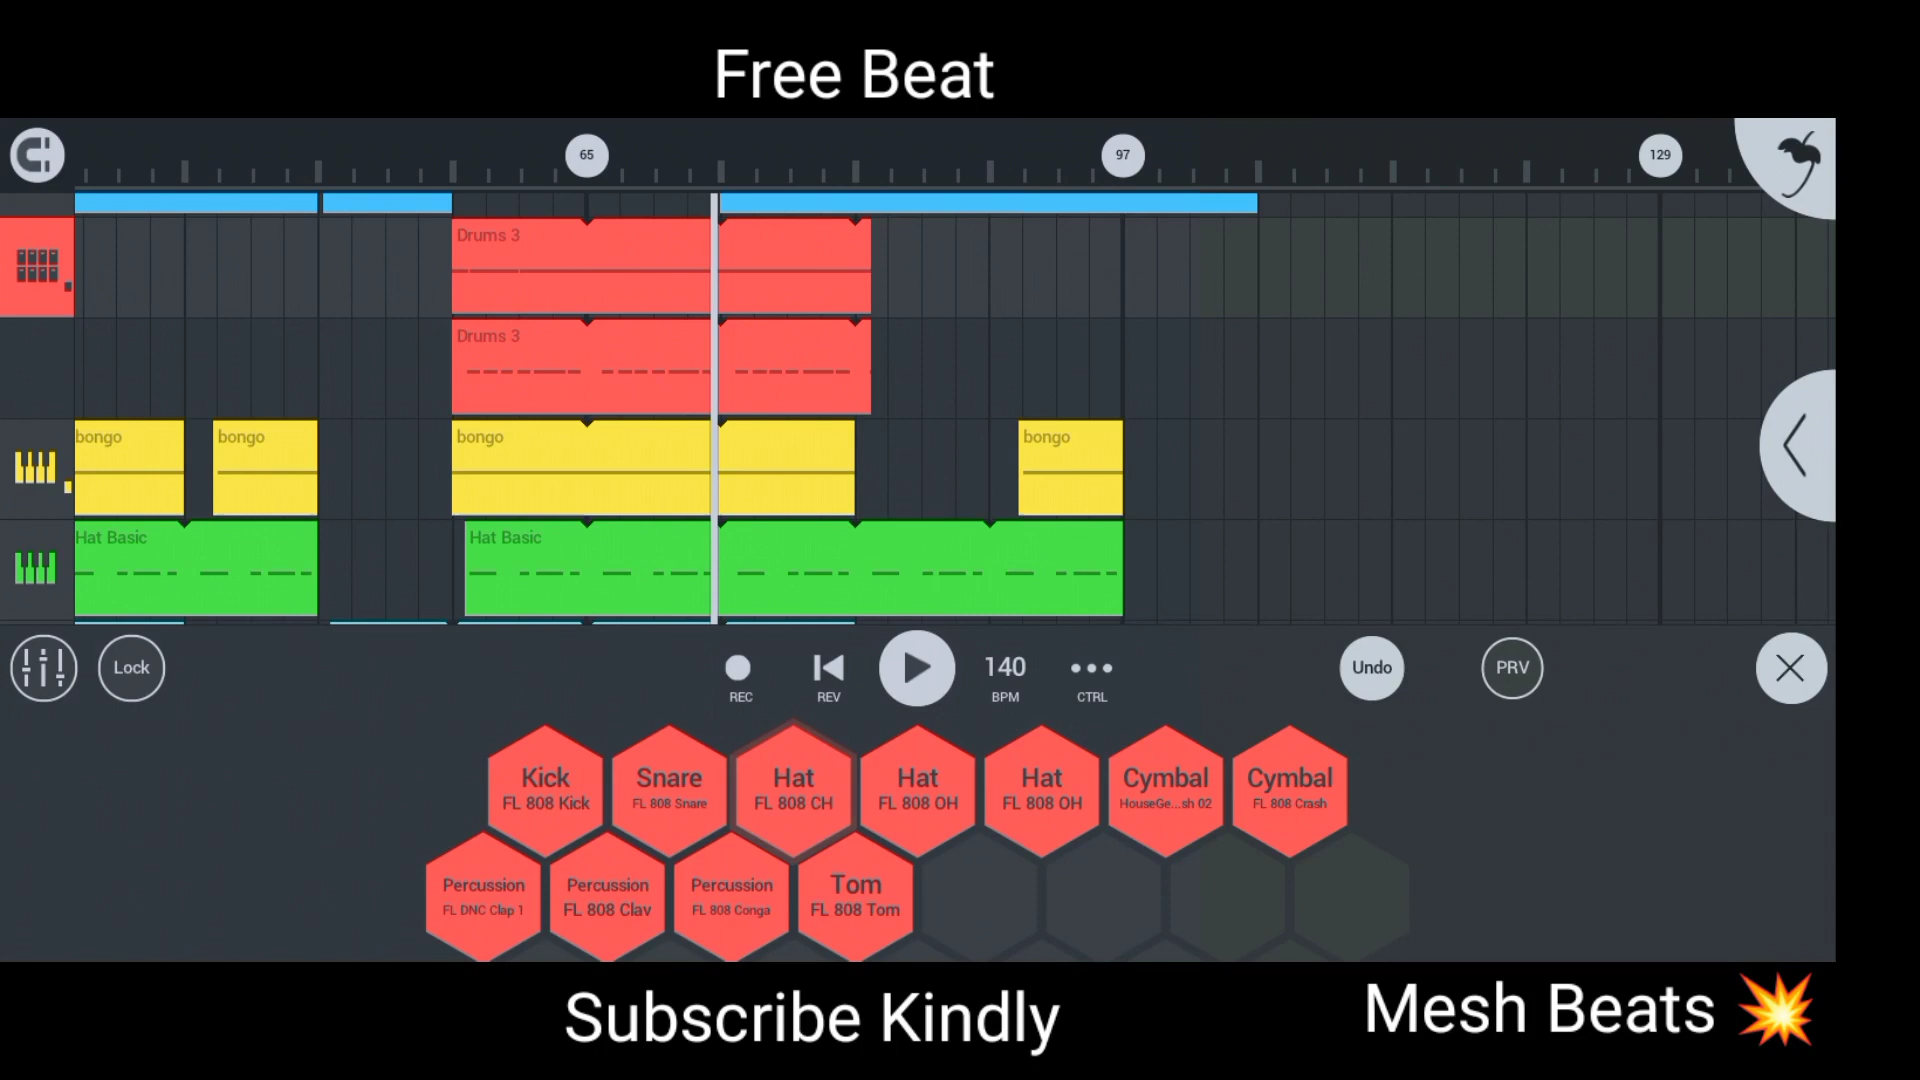 Free Beat
65
97
129
Drums 3
Drums 3
bongo
bongo
bongo
bongo
Hat Basic
Hat Basic
Lock
REC
REV
140
BPM
CTRL
Undo
PRV
Kick
FL 808 Kick
Snare
FL 808 Snare
Hat
FL 808 CH
Hat
FL 808 OH
Hat
FL 808 OH
Cymbal
HouseGe...sh 02
Cymbal
FL 808 Crash
Percussion
FL DNC Clap 1
Percussion
FL 808 Clav
Percussion
FL 808 Conga
Tom
FL 808 Tom
Subscribe Kindly
Mesh Beats 💥